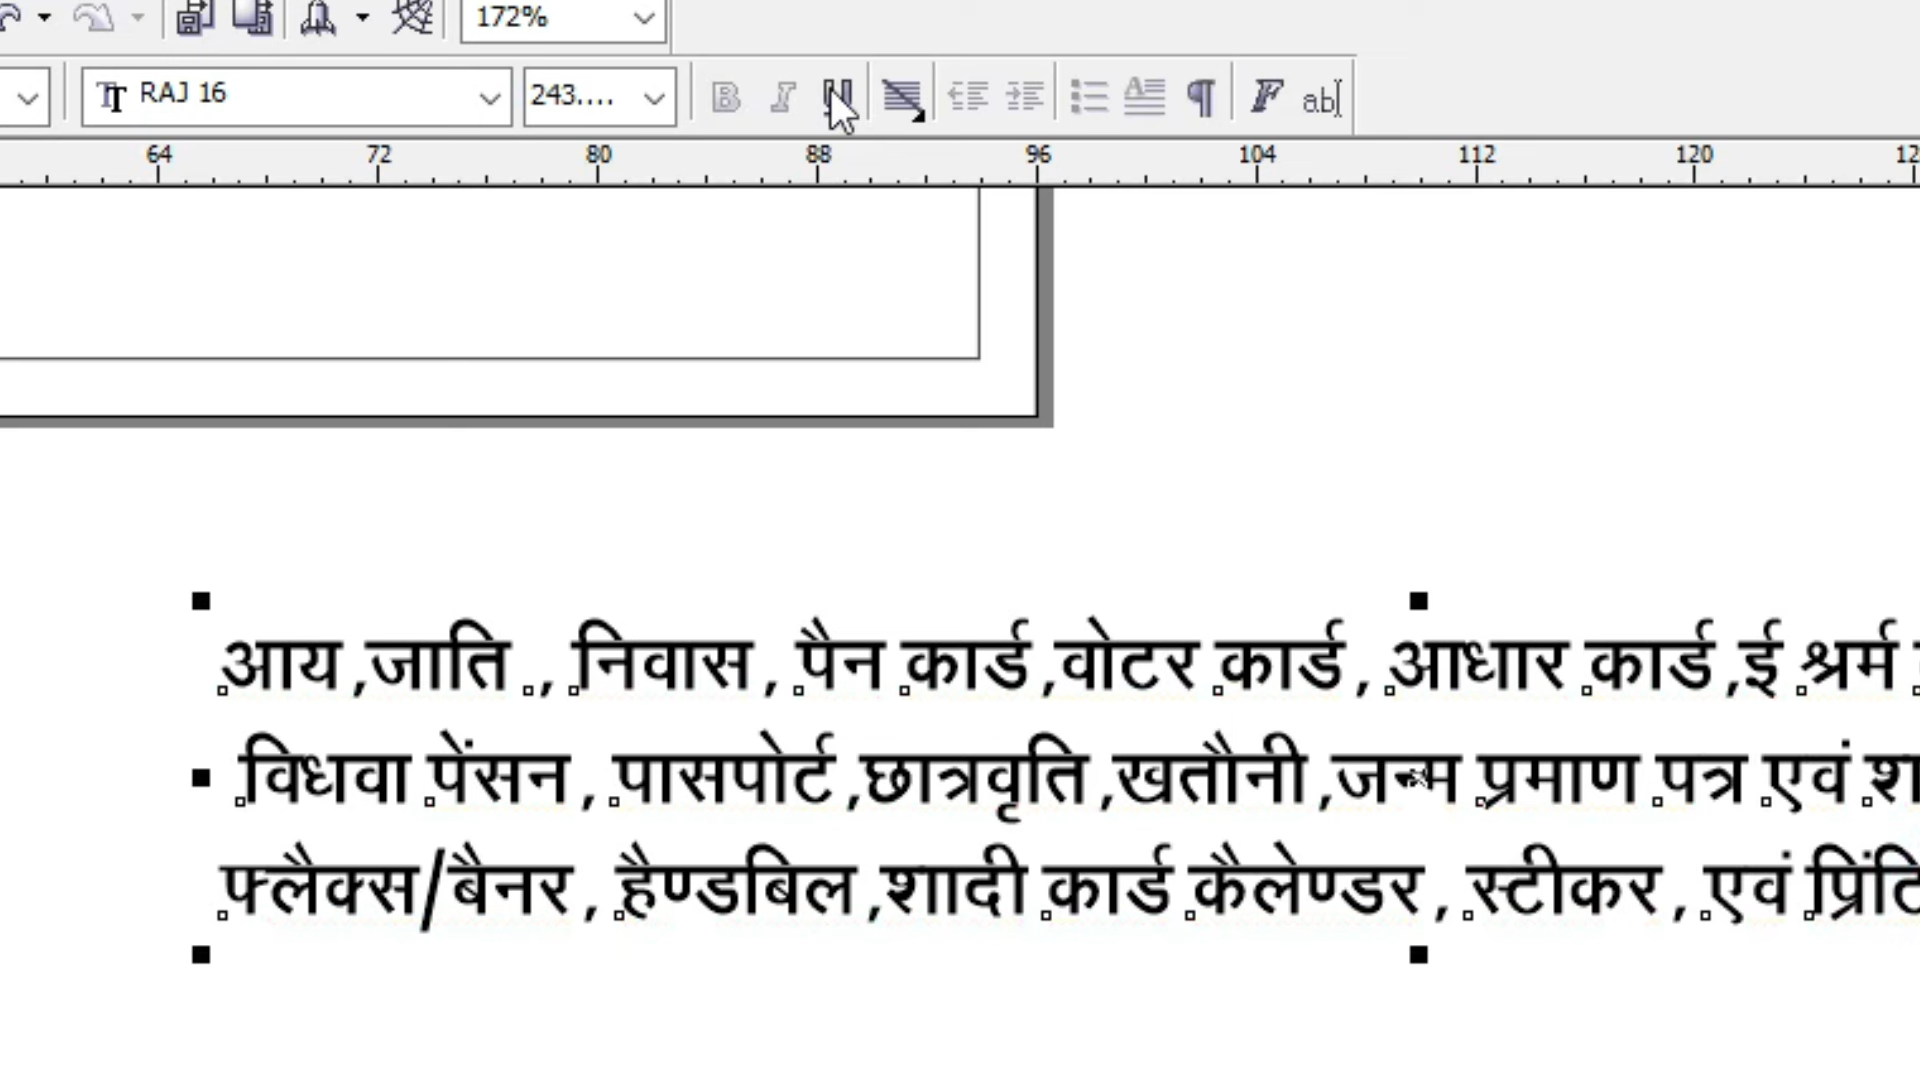 172%
RAJ 16 243.... B I U F ab
64 72 80 88 96 104 112 120
आय ,जाति ., निवास , पैन कार्ड ,वोटर कार्ड , आधार कार्ड ,ई श्रर्म
विधवा पेंसन , पासपोर्ट ,छात्रवृति ,खतौनी ,जन्म प्रमाण पत्र एवं
फ्लैक्स/बैनर , हैण्डबिल ,शादी कार्ड कैलेण्डर , स्टीकर , एवं